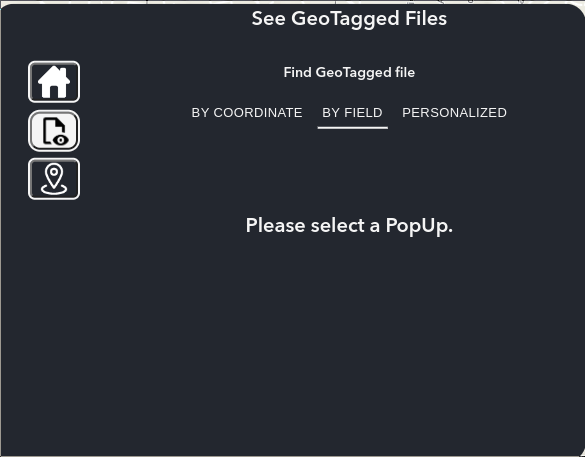 See GeoTagged Files
Find GeoTagged file
BY COORDINATE BY FIELD PERSONALIZED
Please select a PopUp.